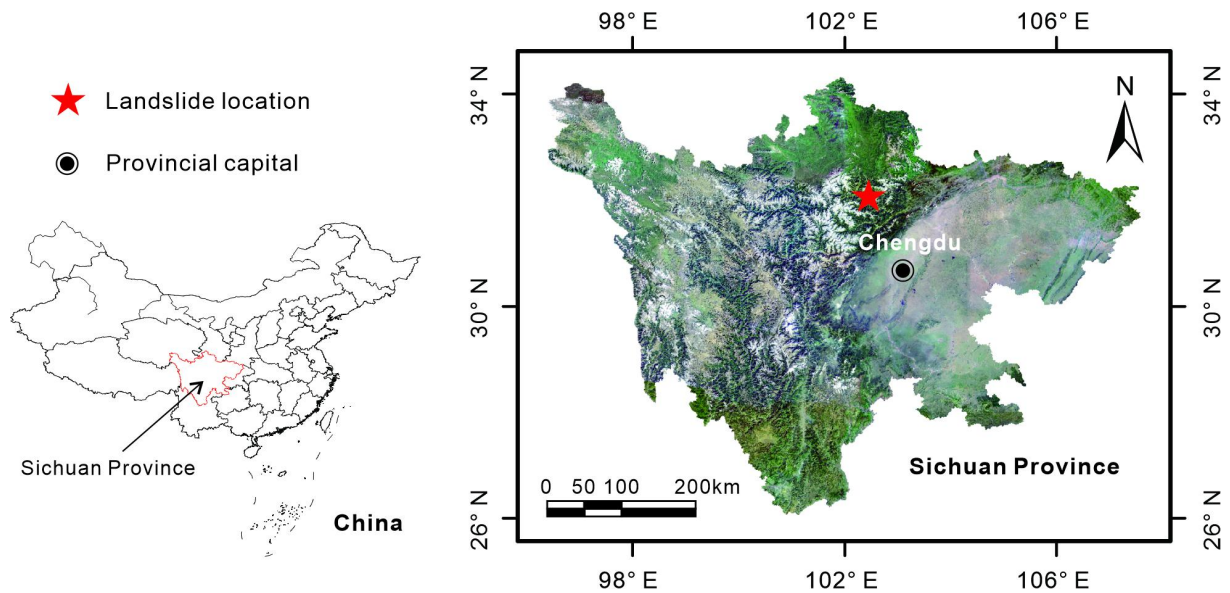 Landslide location
Provincial capital
Sichuan Province
China
98° E 102° E 106° E
34° N
30° N
26° N
N
Chengdu
Sichuan Province
0 50 100 200km
34° N
30° N
26° N
98° E 102° E 106° E